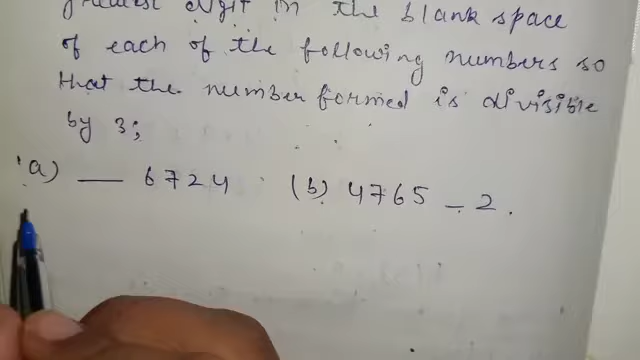 greatest digit in the blank space
of each of the following numbers so
that the number formed is divisible
by 3;
(a) __ 6724 (b) 4765 _ 2.